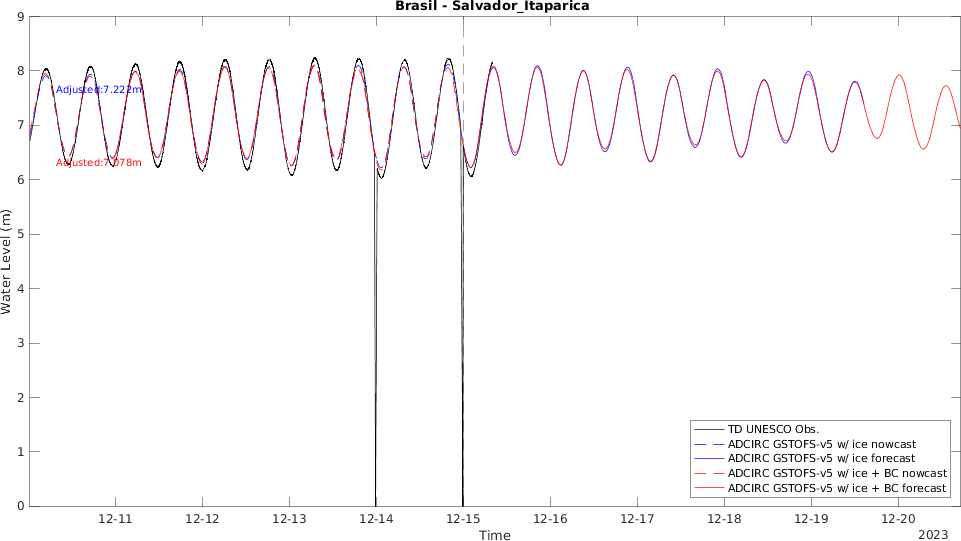 Brasil - Salvador_Itaparica
9
8
7
6
5
4
3
2
1
0
Water Level (m)
Adjusted:7.222m
Adjusted:7.078m
TD UNESCO Obs.
ADCIRC GSTOFS-v5 w/ ice nowcast
ADCIRC GSTOFS-v5 w/ ice forecast
ADCIRC GSTOFS-v5 w/ ice + BC nowcast
ADCIRC GSTOFS-v5 w/ ice + BC forecast
12-11 12-12 12-13 12-14 12-15 12-16 12-17 12-18 12-19 12-20
Time
2023